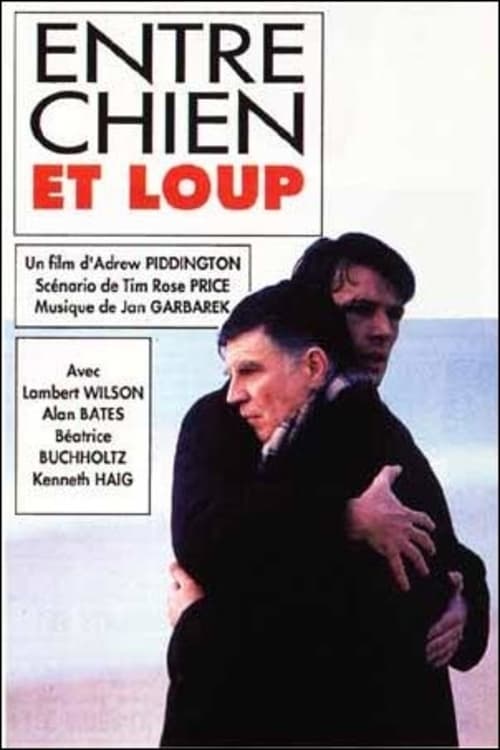 ENTRE
CHIEN
ET LOUP
Un film d'Adrew PIDDINGTON
Scénario de Tim Rose PRICE
Musique de Jan GARBAREK
Avec
Lambert WILSON
Alan BATES
Béatrice
BUCHHOLTZ
Kenneth HAIG